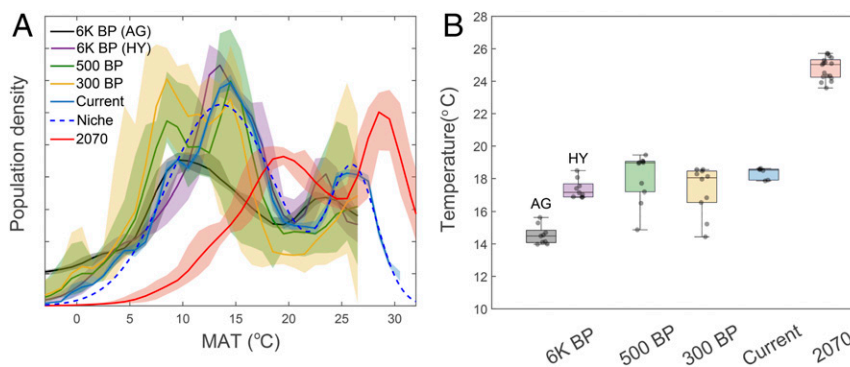 A
Population density
6K BP (AG)
6K BP (HY)
500 BP
300 BP
Current
Niche
2070
0 5 10 15 20 25 30
MAT (°C)
B
Temperature(° C)
28
26
24
22
20
18
16
14
12
10
AG
HY
6K BP
500 BP
300 BP
Current
2070